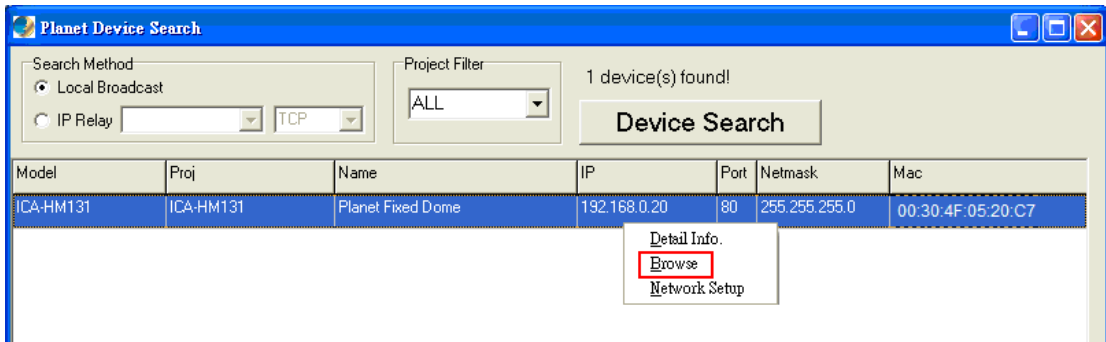 Planet Device Search
Search Method
Local Broadcast
IP Relay TCP
Project Filter
ALL
1 device(s) found!
Device Search
Model Proj Name IP Port Netmask Mac
ICA-HM131 ICA-HM131 Planet Fixed Dome 192.168.0.20 80 255.255.255.0 00:30:4F:05:20:C7
Detail Info.
Browse
Network Setup